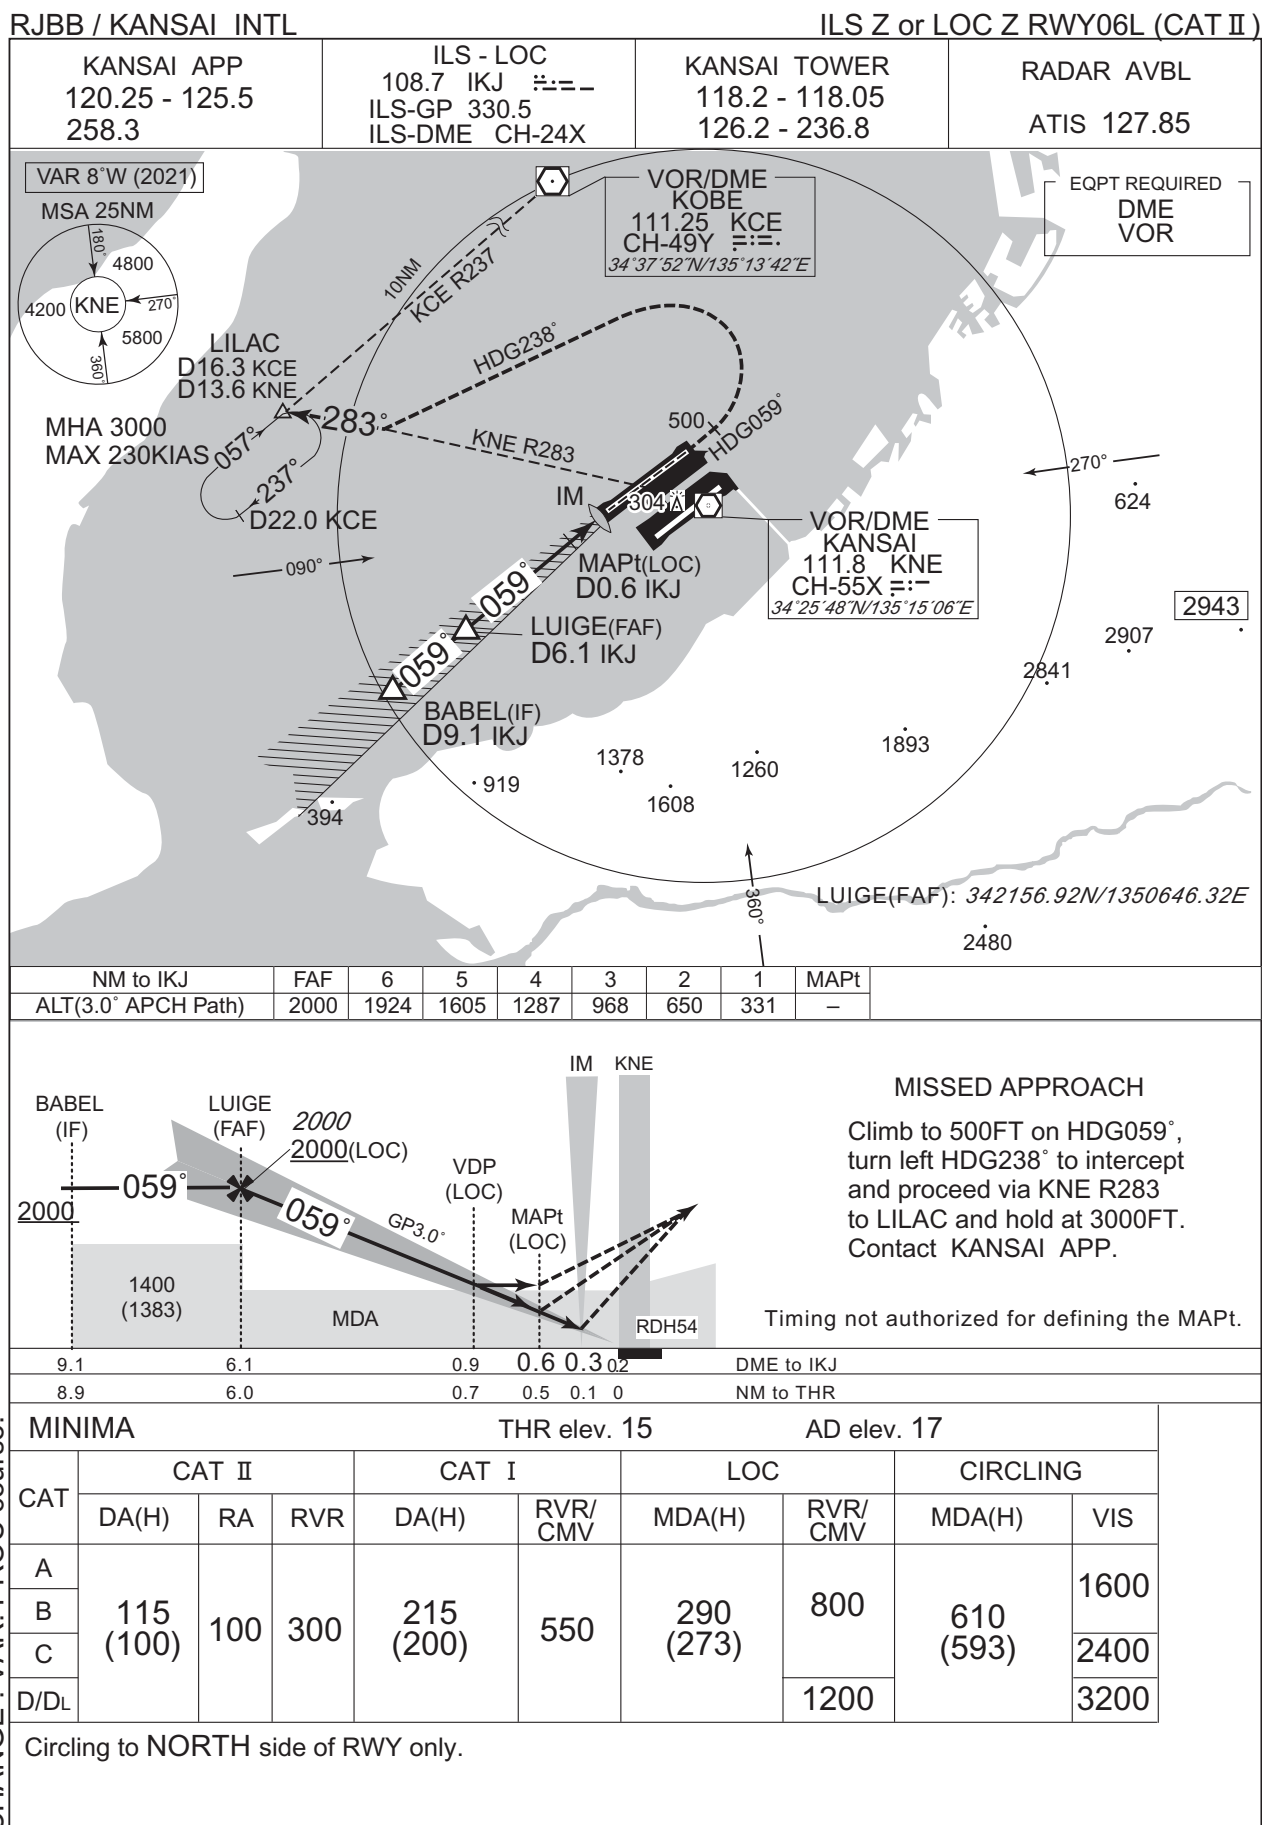 RJBB / KANSAI INTL
ILS Z or LOC Z RWY06L (CAT Ⅱ)
KANSAI APP
120.25 - 125.5
258.3
ILS - LOC
108.7 IKJ
ILS-GP 330.5
ILS-DME CH-24X
KANSAI TOWER
118.2 - 118.05
126.2 - 236.8
RADAR AVBL
ATIS 127.85
VAR 8°W (2021)
MSA 25NM
180°
4800
4200
KNE
270°
5800
360°
VOR/DME
KOBE
111.25 KCE
CH-49Y
34°37′52″N/135°13′42″E
EQPT REQUIRED
DME
VOR
10NM
KCE R237
HDG238°
LILAC
D16.3 KCE
D13.6 KNE
283°
KNE R283
500
HDG059°
MHA 3000
MAX 230KIAS
057°
237°
D22.0 KCE
IM
304
270°
624
090°
VOR/DME
KANSAI
111.8 KNE
CH-55X
34°25′48″N/135°15′06″E
MAPt(LOC)
D0.6 IKJ
059°
LUIGE(FAF)
D6.1 IKJ
059°
BABEL(IF)
D9.1 IKJ
2943
2907
2841
1893
1378
1260
919
1608
394
360°
LUIGE(FAF): 342156.92N/1350646.32E
2480
NM to IKJ FAF 6 5 4 3 2 1 MAPt
ALT(3.0° APCH Path) 2000 1924 1605 1287 968 650 331 –
IM KNE
BABEL
(IF)
LUIGE
(FAF)
2000
2000(LOC)
VDP
(LOC)
MAPt
(LOC)
059°
2000
059°
GP3.0°
1400
(1383)
MDA
RDH54
MISSED APPROACH
Climb to 500FT on HDG059°,
turn left HDG238° to intercept
and proceed via KNE R283
to LILAC and hold at 3000FT.
Contact KANSAI APP.
Timing not authorized for defining the MAPt.
9.1 6.1 0.9 0.6 0.3 0.2 DME to IKJ
8.9 6.0 0.7 0.5 0.1 0 NM to THR
MINIMA THR elev. 15 AD elev. 17
CAT CAT Ⅱ CAT Ⅰ LOC CIRCLING
DA(H) RA RVR DA(H) RVR/CMV MDA(H) RVR/CMV MDA(H) VIS
A
B
C
D/DL
115
(100)
100
300
215
(200)
550
290
(273)
800
1200
610
(593)
1600
2400
3200
Circling to NORTH side of RWY only.